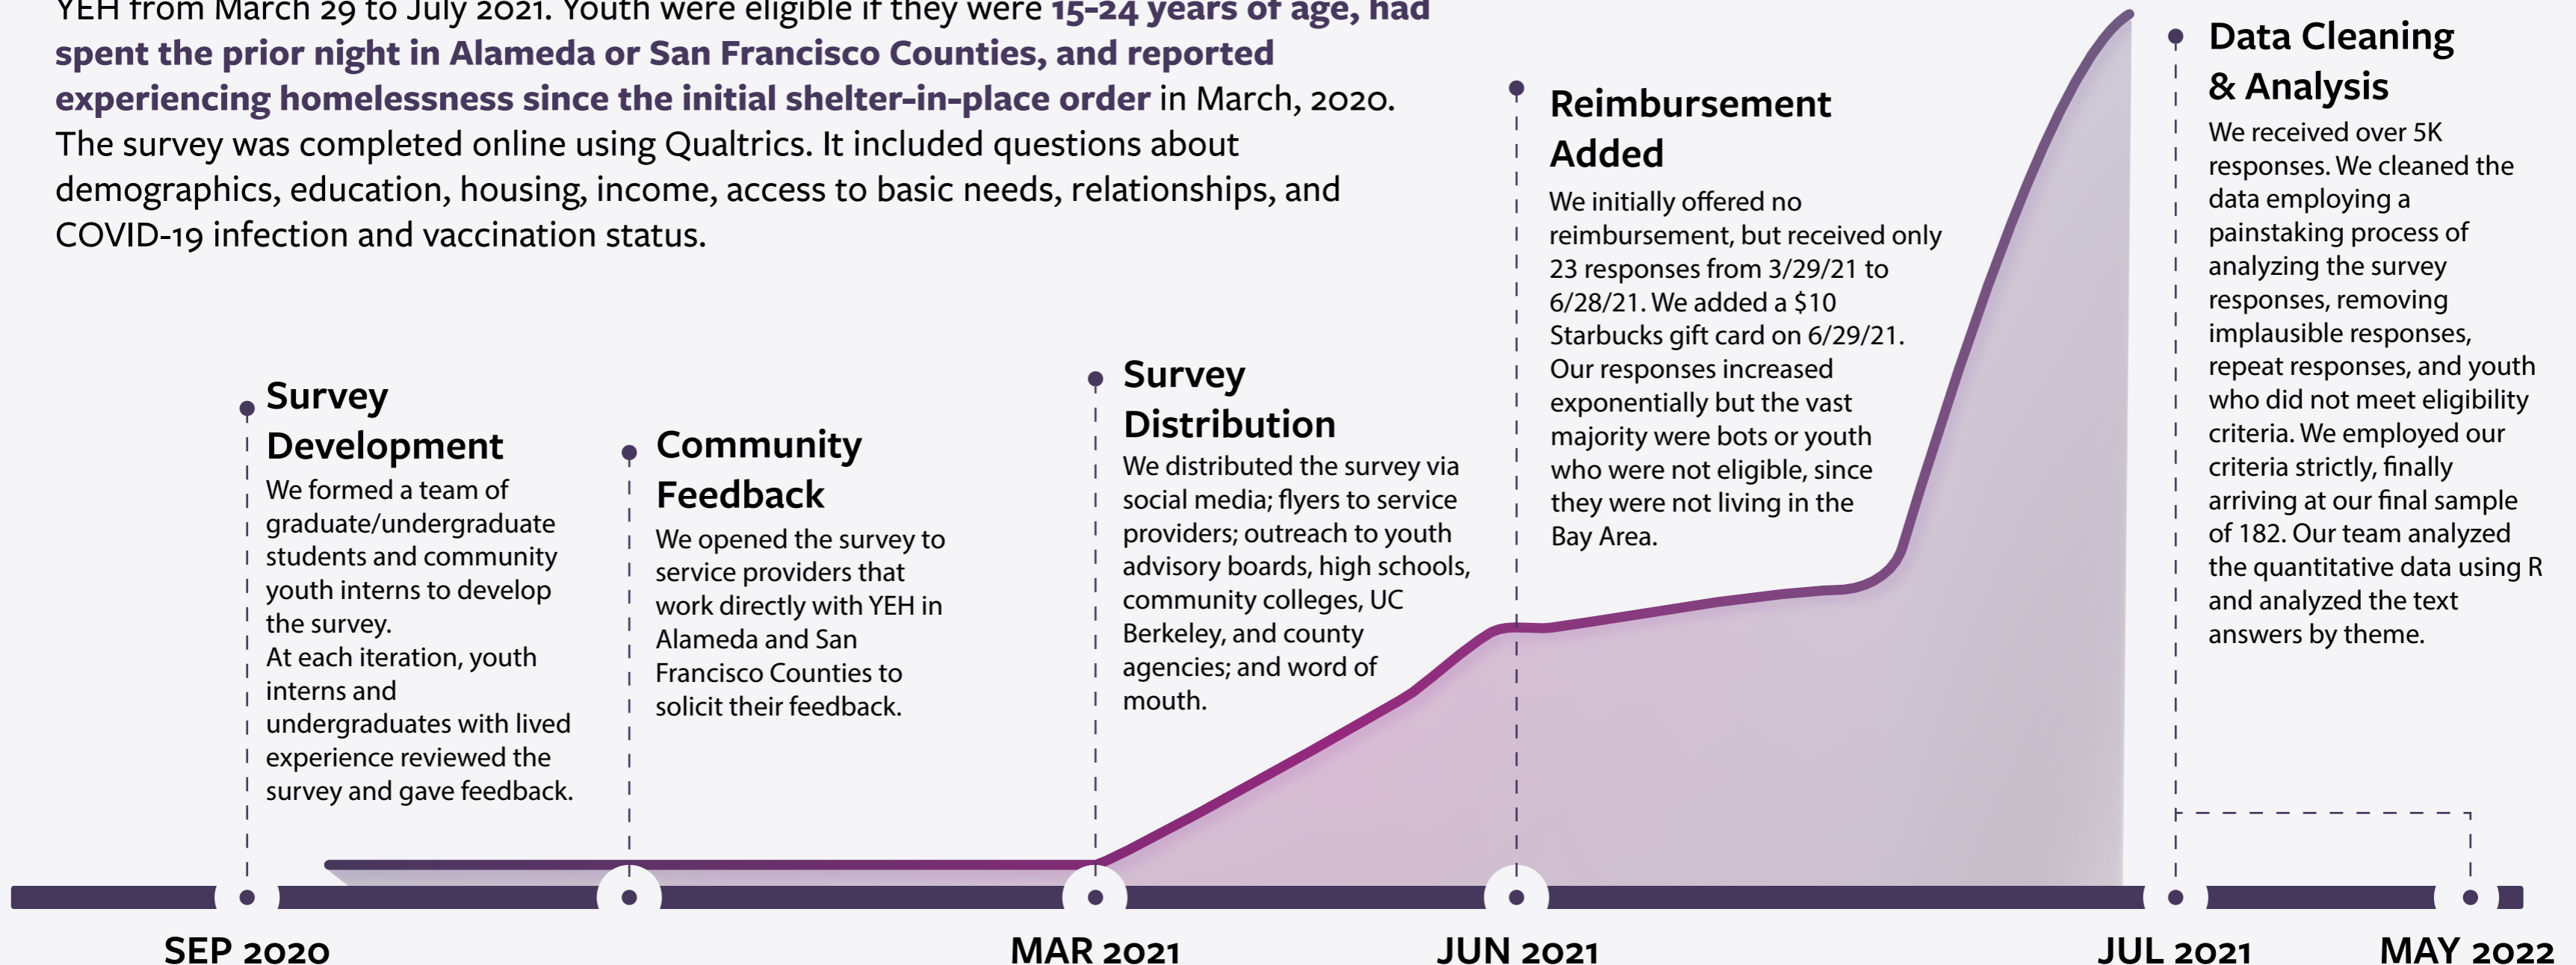 YEH from March 29 to July 2021. Youth were eligible if they were 15-24 years of age, had
spent the prior night in Alameda or San Francisco Counties, and reported
experiencing homelessness since the initial shelter-in-place order in March, 2020.
The survey was completed online using Qualtrics. It included questions about
demographics, education, housing, income, access to basic needs, relationships, and
COVID-19 infection and vaccination status.
Survey
Development
We formed a team of
graduate/undergraduate
students and community
youth interns to develop
the survey.
At each iteration, youth
interns and
undergraduates with lived
experience reviewed the
survey and gave feedback.
Community
Feedback
We opened the survey to
service providers that
work directly with YEH in
Alameda and San
Francisco Counties to
solicit their feedback.
Survey
Distribution
We distributed the survey via
social media; flyers to service
providers; outreach to youth
advisory boards, high schools,
community colleges, UC
Berkeley, and county
agencies; and word of
mouth.
Reimbursement
Added
We initially offered no
reimbursement, but received only
23 responses from 3/29/21 to
6/28/21. We added a $10
Starbucks gift card on 6/29/21.
Our responses increased
exponentially but the vast
majority were bots or youth
who were not eligible, since
they were not living in the
Bay Area.
Data Cleaning
& Analysis
We received over 5K
responses. We cleaned the
data employing a
painstaking process of
analyzing the survey
responses, removing
implausible responses,
repeat responses, and youth
who did not meet eligibility
criteria. We employed our
criteria strictly, finally
arriving at our final sample
of 182. Our team analyzed
the quantitative data using R
and analyzed the text
answers by theme.
SEP 2020
MAR 2021
JUN 2021
JUL 2021
MAY 2022